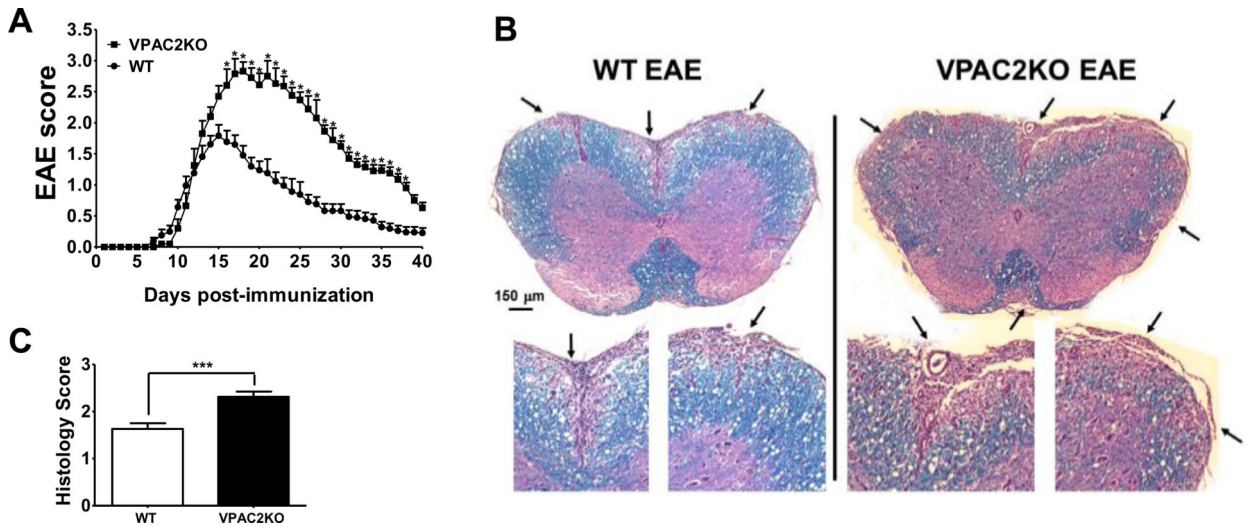 A
3.5
3.0
2.5
2.0
1.5
1.0
0.5
0.0
EAE score
VPAC2KO
WT
* * * * * * * * * * * * * * * * * * * * * * *
0 5 10 15 20 25 30 35 40
Days post-immunization
B
WT EAE
VPAC2KO EAE
150 µm
C
3
2
1
0
Histology Score
***
WT VPAC2KO